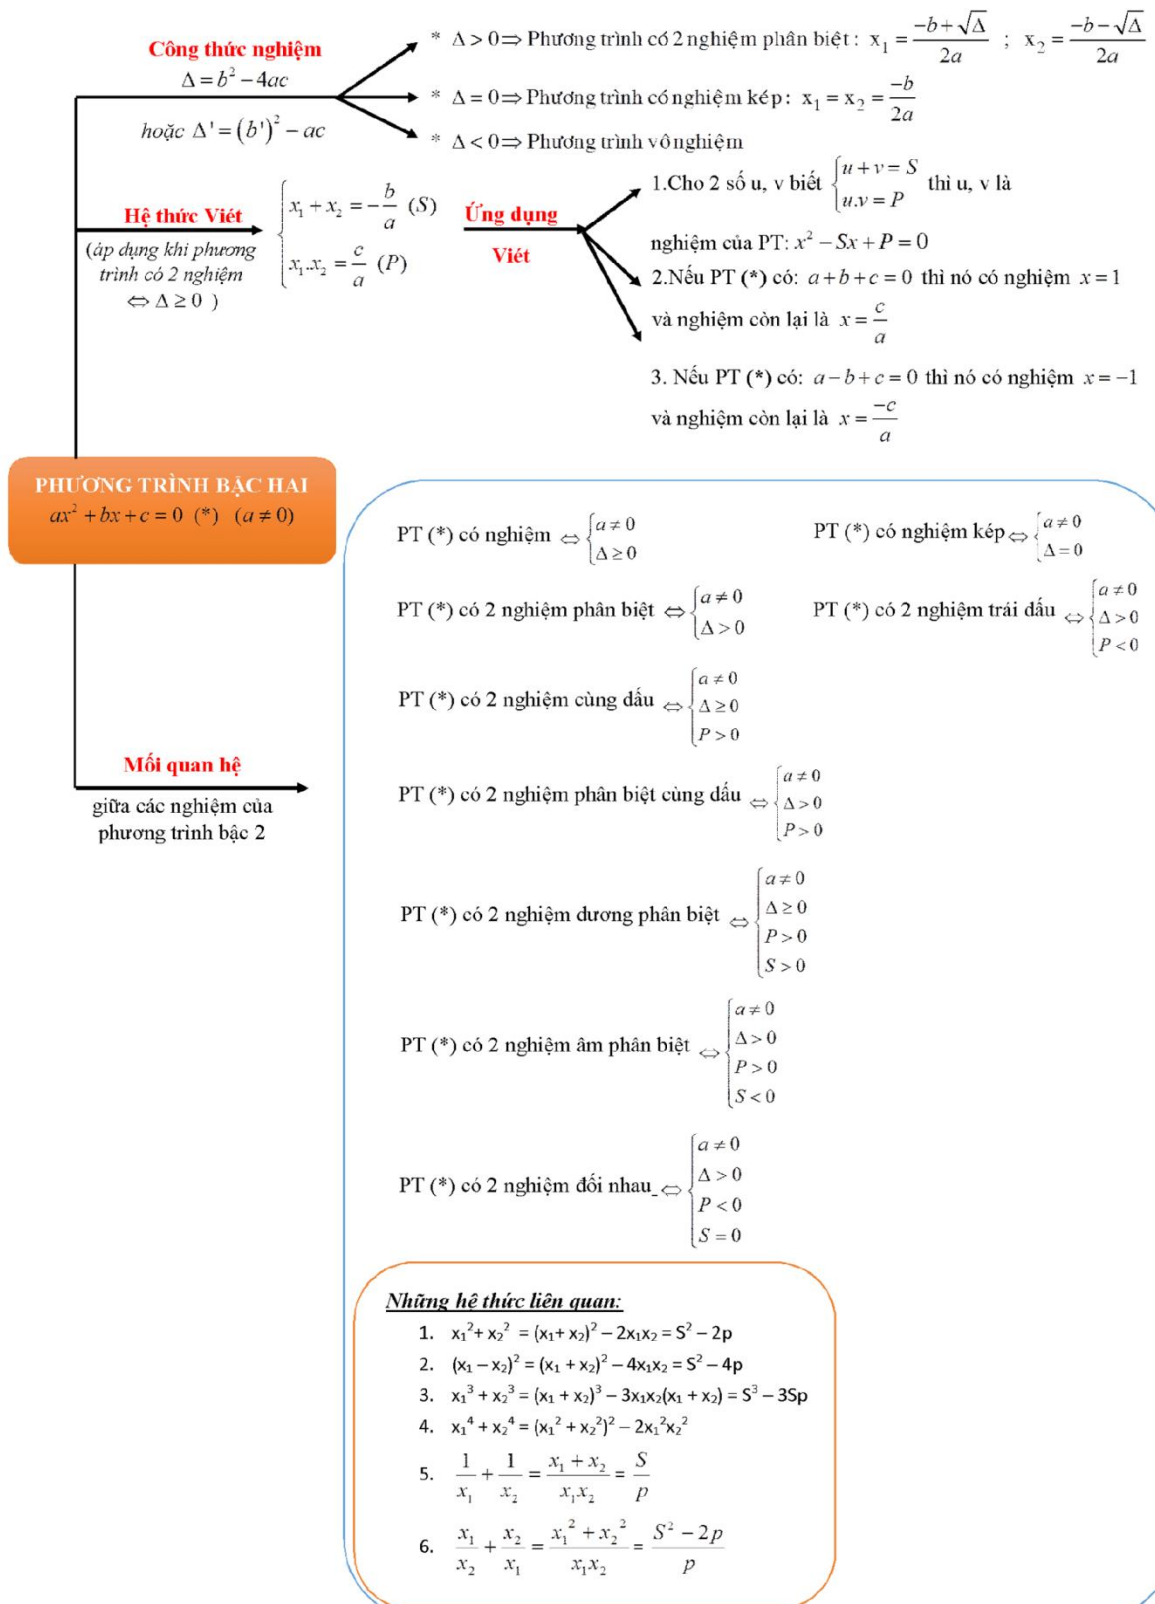 Công thức nghiệm
Δ = b² − 4ac
hoặc Δ' = (b')² − ac
* Δ > 0 ⇒ Phương trình có 2 nghiệm phân biệt : x₁ = (−b + √Δ)/(2a) ; x₂ = (−b − √Δ)/(2a)
* Δ = 0 ⇒ Phương trình có nghiệm kép : x₁ = x₂ = −b/(2a)
* Δ < 0 ⇒ Phương trình vô nghiệm
Hệ thức Viét
(áp dụng khi phương
trình có 2 nghiệm
⇔ Δ ≥ 0 )
{ x₁ + x₂ = −b/a (S)
x₁.x₂ = c/a (P)
Ứng dụng
Viét
1.Cho 2 số u, v biết { u + v = S ; u.v = P thì u, v là
nghiệm của PT: x² − Sx + P = 0
2.Nếu PT (*) có: a + b + c = 0 thì nó có nghiệm x = 1
và nghiệm còn lại là x = c/a
3. Nếu PT (*) có: a − b + c = 0 thì nó có nghiệm x = −1
và nghiệm còn lại là x = −c/a
PHƯƠNG TRÌNH BẬC HAI
ax² + bx + c = 0 (*) (a ≠ 0)
PT (*) có nghiệm ⇔ { a ≠ 0 ; Δ ≥ 0
PT (*) có nghiệm kép ⇔ { a ≠ 0 ; Δ = 0
PT (*) có 2 nghiệm phân biệt ⇔ { a ≠ 0 ; Δ > 0
PT (*) có 2 nghiệm trái dấu ⇔ { a ≠ 0 ; Δ > 0 ; P < 0
PT (*) có 2 nghiệm cùng dấu ⇔ { a ≠ 0 ; Δ ≥ 0 ; P > 0
Mối quan hệ
giữa các nghiệm của
phương trình bậc 2
PT (*) có 2 nghiệm phân biệt cùng dấu ⇔ { a ≠ 0 ; Δ > 0 ; P > 0
PT (*) có 2 nghiệm dương phân biệt ⇔ { a ≠ 0 ; Δ ≥ 0 ; P > 0 ; S > 0
PT (*) có 2 nghiệm âm phân biệt ⇔ { a ≠ 0 ; Δ > 0 ; P > 0 ; S < 0
PT (*) có 2 nghiệm đối nhau_⇔ { a ≠ 0 ; Δ > 0 ; P < 0 ; S = 0
Những hệ thức liên quan:
1. x₁² + x₂² = (x₁ + x₂)² − 2x₁x₂ = S² − 2p
2. (x₁ − x₂)² = (x₁ + x₂)² − 4x₁x₂ = S² − 4p
3. x₁³ + x₂³ = (x₁ + x₂)³ − 3x₁x₂(x₁ + x₂) = S³ − 3Sp
4. x₁⁴ + x₂⁴ = (x₁² + x₂²)² − 2x₁²x₂²
5. 1/x₁ + 1/x₂ = (x₁ + x₂)/(x₁x₂) = S/p
6. x₁/x₂ + x₂/x₁ = (x₁² + x₂²)/(x₁x₂) = (S² − 2p)/p